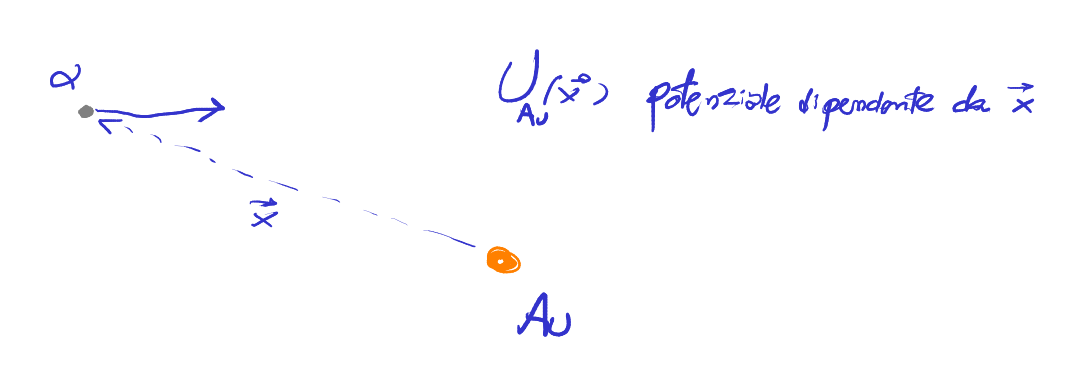 α
U_Au(x⃗) potenziale dipendente da x⃗
x⃗
Au